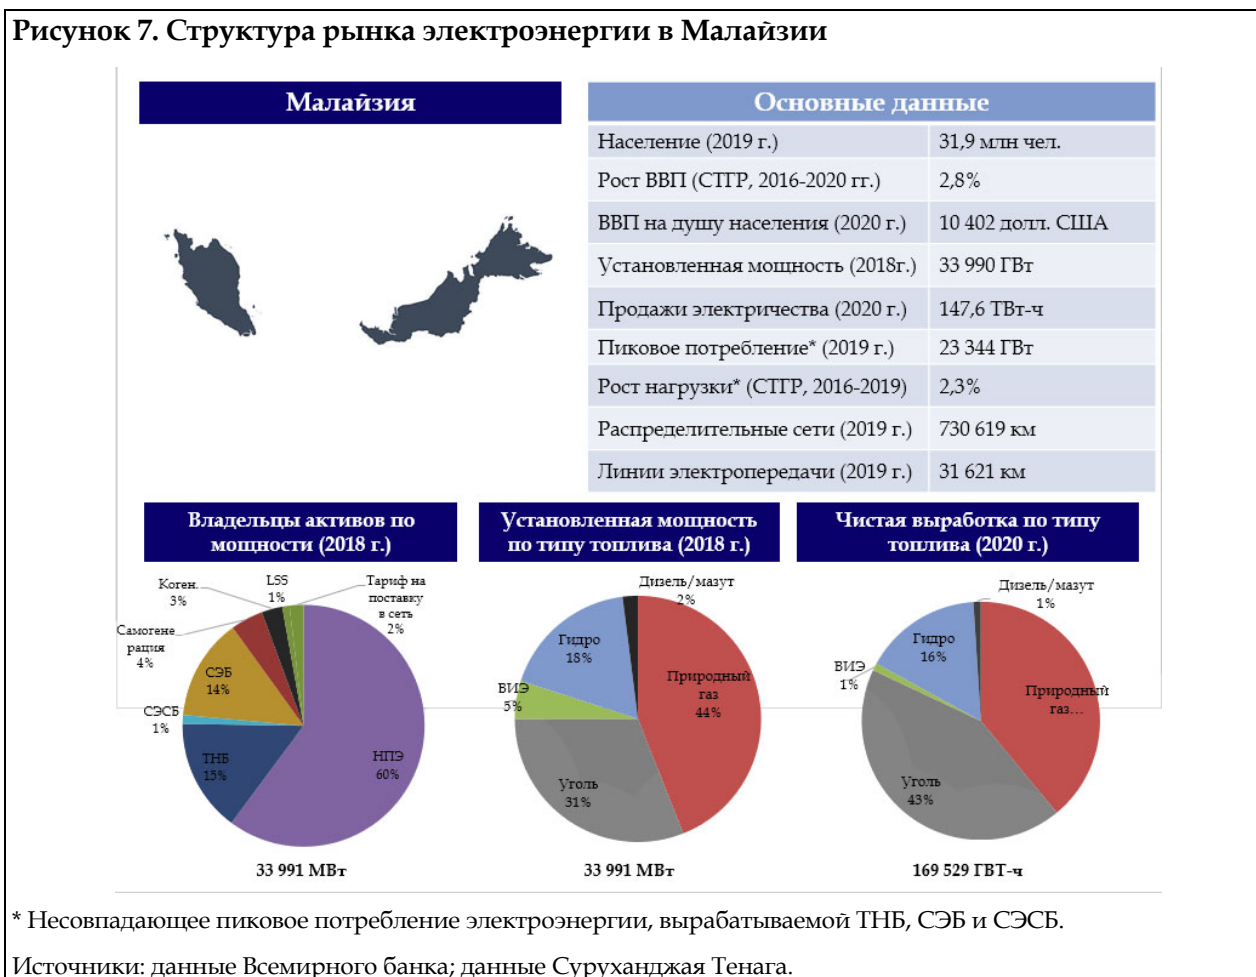 Рисунок 7. Структура рынка электроэнергии в Малайзии
Малайзия
Основные данные
Население (2019 г.) 31,9 млн чел.
Рост ВВП (СТГР, 2016-2020 гг.) 2,8%
ВВП на душу населения (2020 г.) 10 402 долл. США
Установленная мощность (2018г.) 33 990 ГВт
Продажи электричества (2020 г.) 147,6 ТВт-ч
Пиковое потребление* (2019 г.) 23 344 ГВт
Рост нагрузки* (СТГР, 2016-2019) 2,3%
Распределительные сети (2019 г.) 730 619 км
Линии электропередачи (2019 г.) 31 621 км
Владельцы активов по
мощности (2018 г.)
Коген.
3%
LSS
1%
Тариф на
поставку
в сеть
2%
Самогене
рация
4%
СЭБ
14%
СЭСБ
1%
ТНБ
15%
НПЭ
60%
33 991 МВт
Установленная мощность
по типу топлива (2018 г.)
Дизель/мазут
2%
Гидро
18%
ВИЭ
5%
Природный
газ
44%
Уголь
31%
33 991 МВт
Чистая выработка по типу
топлива (2020 г.)
Дизель/мазут
1%
Гидро
16%
ВИЭ
1%
Природный
газ…
Уголь
43%
169 529 ГВТ-ч
* Несовпадающее пиковое потребление электроэнергии, вырабатываемой ТНБ, СЭБ и СЭСБ.
Источники: данные Всемирного банка; данные Суруханджая Тенага.